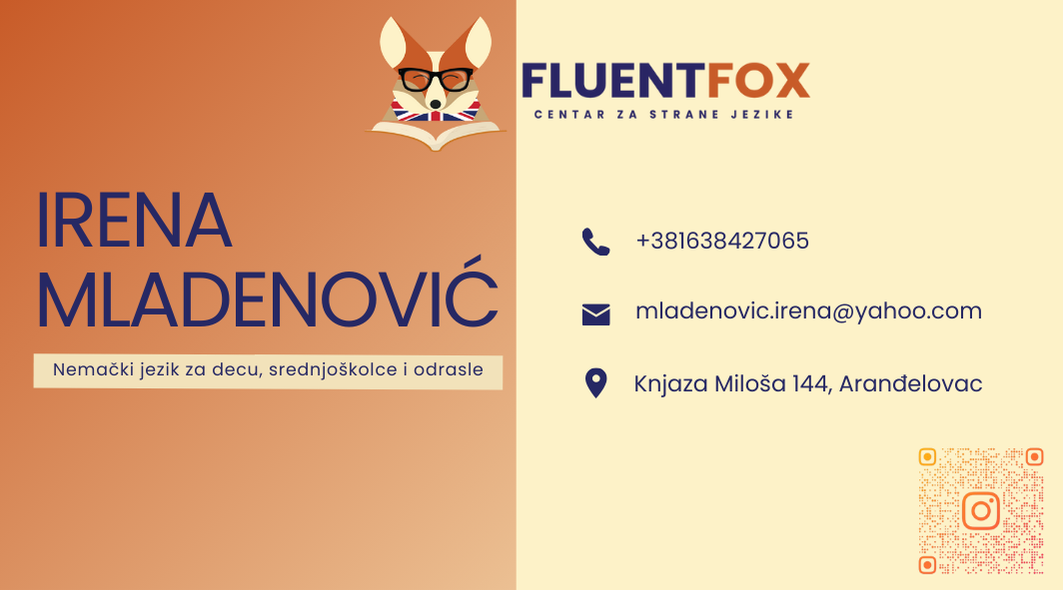 FLUENTFOX
CENTAR ZA STRANE JEZIKE
IRENA
MLADENOVIĆ
Nemački jezik za decu, srednjoškolce i odrasle
+381638427065
mladenovic.irena@yahoo.com
Knjaza Miloša 144, Aranđelovac